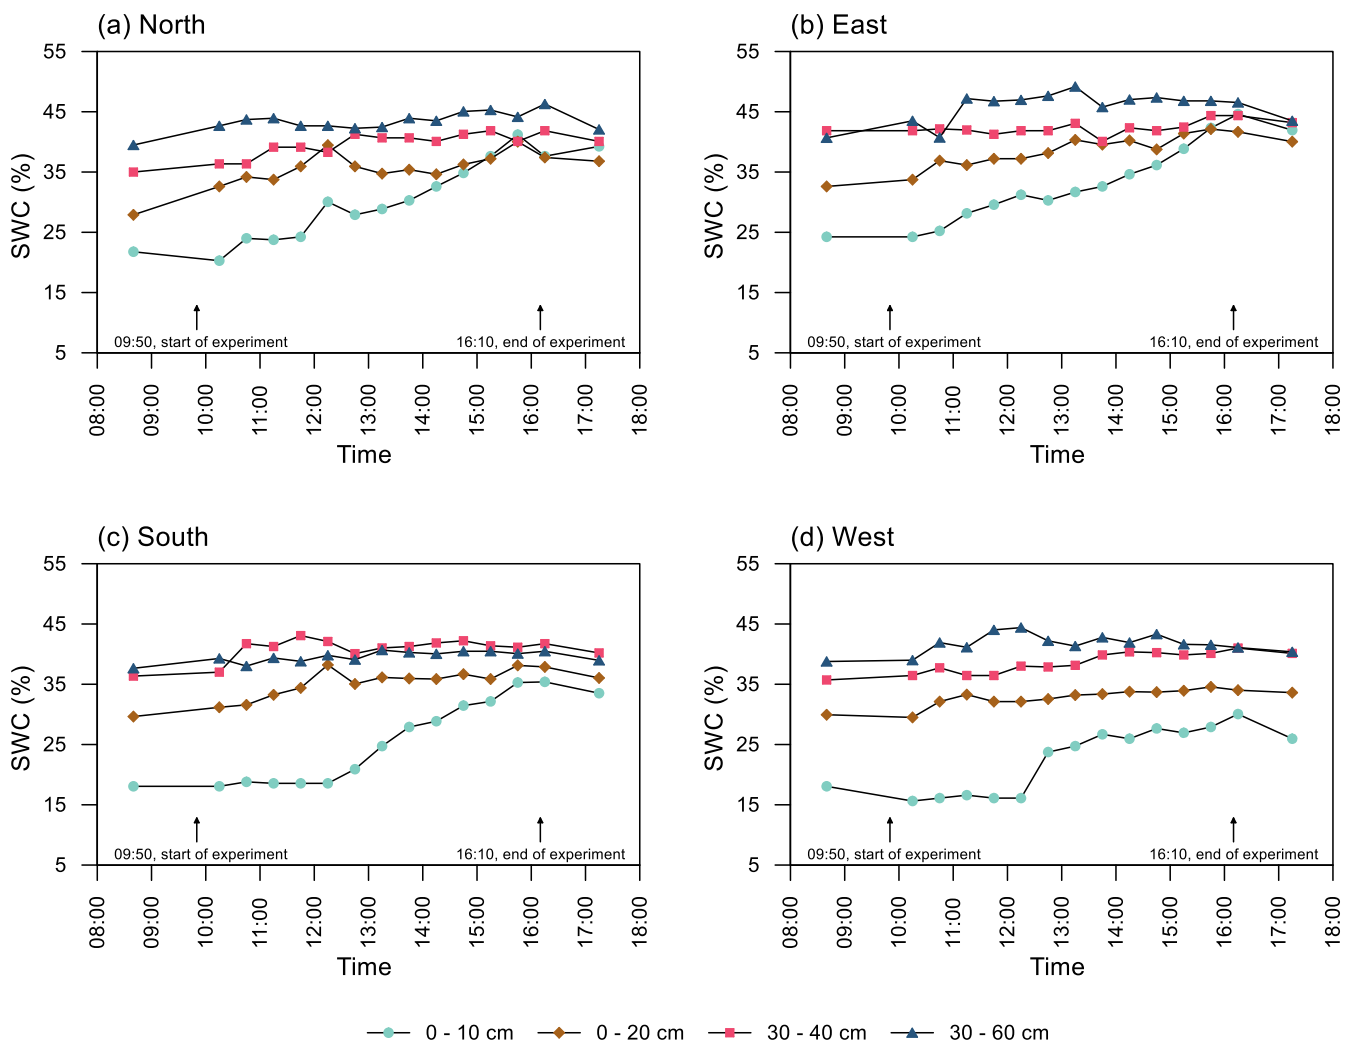 (a) North
(b) East
55
45
35
25
15
5
SWC (%)
09:50, start of experiment
16:10, end of experiment
08:00
09:00
10:00
11:00
12:00
13:00
14:00
15:00
16:00
17:00
18:00
Time
55
45
35
25
15
5
SWC (%)
09:50, start of experiment
16:10, end of experiment
08:00
09:00
10:00
11:00
12:00
13:00
14:00
15:00
16:00
17:00
18:00
Time
(c) South
(d) West
55
45
35
25
15
5
SWC (%)
09:50, start of experiment
16:10, end of experiment
08:00
09:00
10:00
11:00
12:00
13:00
14:00
15:00
16:00
17:00
18:00
Time
55
45
35
25
15
5
SWC (%)
09:50, start of experiment
16:10, end of experiment
08:00
09:00
10:00
11:00
12:00
13:00
14:00
15:00
16:00
17:00
18:00
Time
0 - 10 cm
0 - 20 cm
30 - 40 cm
30 - 60 cm